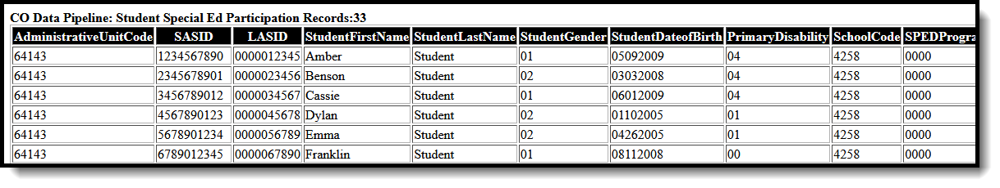 CO Data Pipeline: Student Special Ed Participation Records:33
AdministrativeUnitCode SASID LASID StudentFirstName StudentLastName StudentGender StudentDateofBirth PrimaryDisability SchoolCode SPEDProgra
64143 1234567890 0000012345 Amber Student 01 05092009 04 4258 0000
64143 2345678901 0000023456 Benson Student 02 03032008 04 4258 0000
64143 3456789012 0000034567 Cassie Student 01 06012009 04 4258 0000
64143 4567890123 0000045678 Dylan Student 02 01102005 01 4258 0000
64143 5678901234 0000056789 Emma Student 02 04262005 01 4258 0000
64143 6789012345 0000067890 Franklin Student 01 08112008 00 4258 0000